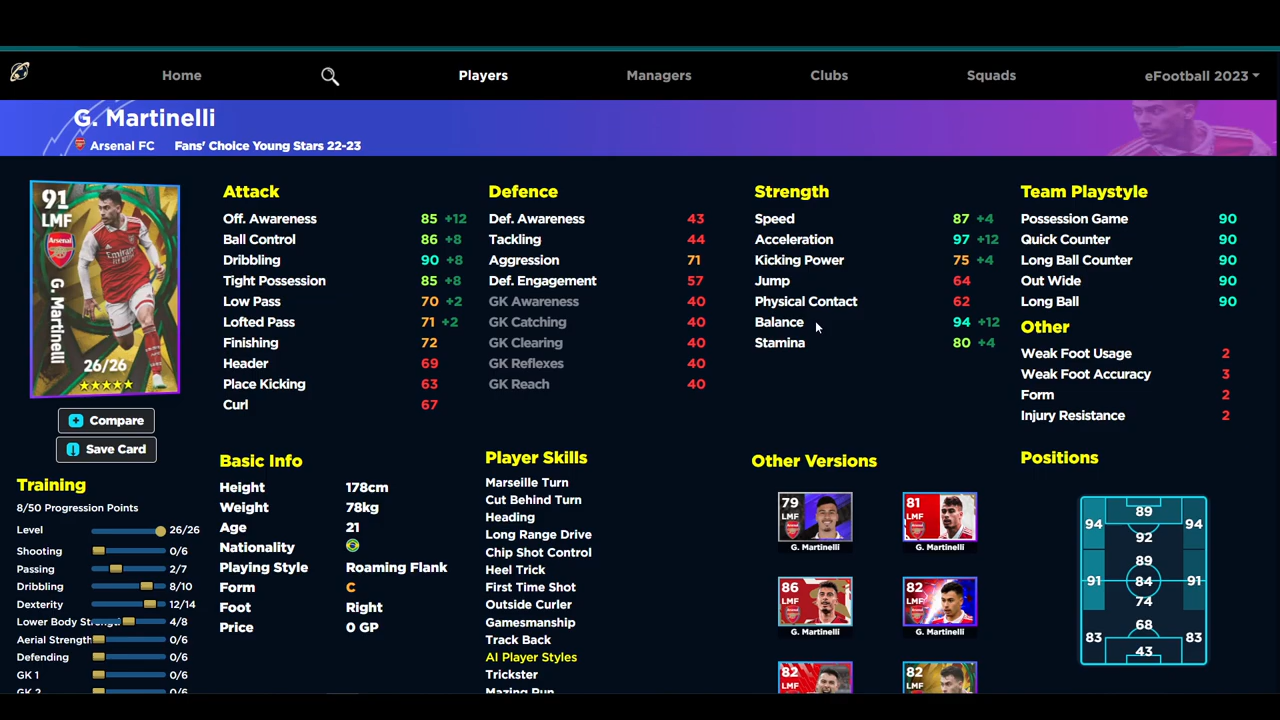 Home
Players
Managers
Clubs
Squads
eFootball 2023
G. Martinelli
Arsenal FC Fans' Choice Young Stars 22-23
91
LMF
Arsenal
G. Martinelli
26/26
Compare
Save Card
Attack
Off. Awareness 85 +12
Ball Control 86 +8
Dribbling 90 +8
Tight Possession 85 +8
Low Pass 70 +2
Lofted Pass 71 +2
Finishing 72
Header 69
Place Kicking 63
Curl 67
Defence
Def. Awareness 43
Tackling 44
Aggression 71
Def. Engagement 57
GK Awareness 40
GK Catching 40
GK Clearing 40
GK Reflexes 40
GK Reach 40
Strength
Speed 87 +4
Acceleration 97 +12
Kicking Power 75 +4
Jump 64
Physical Contact 62
Balance 94 +12
Stamina 80 +4
Team Playstyle
Possession Game 90
Quick Counter 90
Long Ball Counter 90
Out Wide 90
Long Ball 90
Other
Weak Foot Usage 2
Weak Foot Accuracy 3
Form 2
Injury Resistance 2
Training
8/50 Progression Points
Level 26/26
Shooting 0/6
Passing 2/7
Dribbling 8/10
Dexterity 12/14
Lower Body Strength 4/8
Aerial Strength 0/6
Defending 0/6
GK 1 0/6
GK 2 0/6
Basic Info
Height 178cm
Weight 78kg
Age 21
Nationality
Playing Style Roaming Flank
Form C
Foot Right
Price 0 GP
Player Skills
Marseille Turn
Cut Behind Turn
Heading
Long Range Drive
Chip Shot Control
Heel Trick
First Time Shot
Outside Curler
Gamesmanship
Track Back
AI Player Styles
Trickster
Mazing Run
Other Versions
79
LMF
G. Martinelli
81
LMF
G. Martinelli
86
LMF
G. Martinelli
82
LMF
G. Martinelli
82
LMF
82
LMF
Positions
89
94 94
92
89
91 84 91
74
68
83 83
43